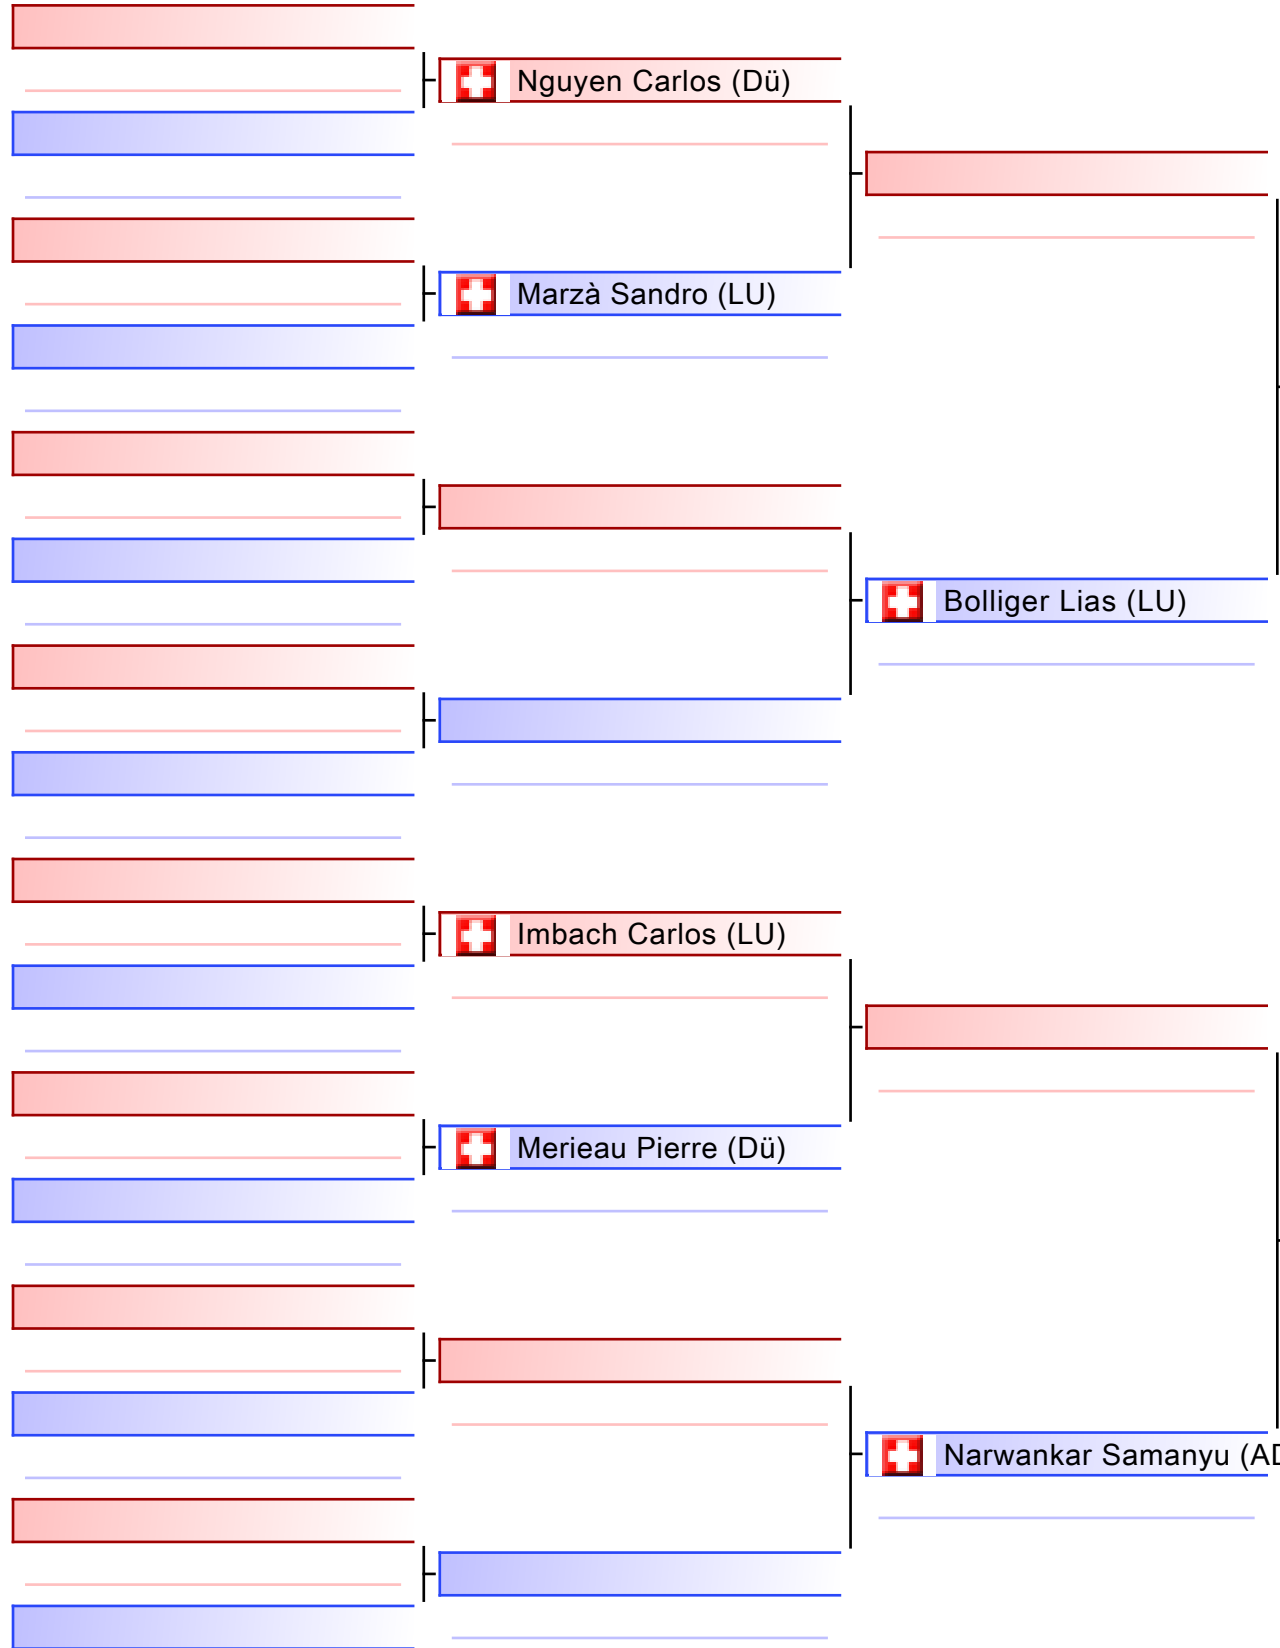 Nguyen Carlos (Dü)
Marzà Sandro (LU)
Bolliger Lias (LU)
Imbach Carlos (LU)
Merieau Pierre (Dü)
Narwankar Samanyu